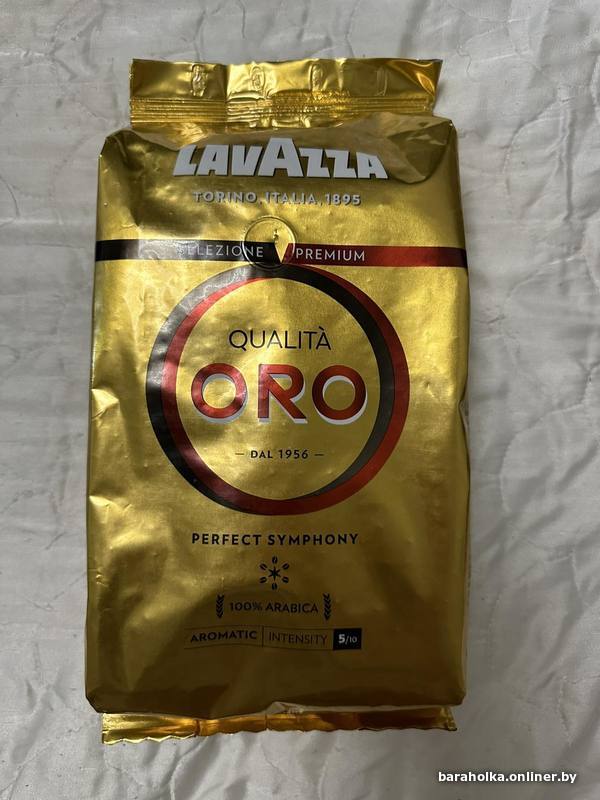 LAVAZZA
TORINO, ITALIA, 1895
SELEZIONE PREMIUM
QUALITÀ
ORO
— DAL 1956 —
PERFECT SYMPHONY
100% ARABICA
AROMATIC INTENSITY 5/10
baraholka.onliner.by